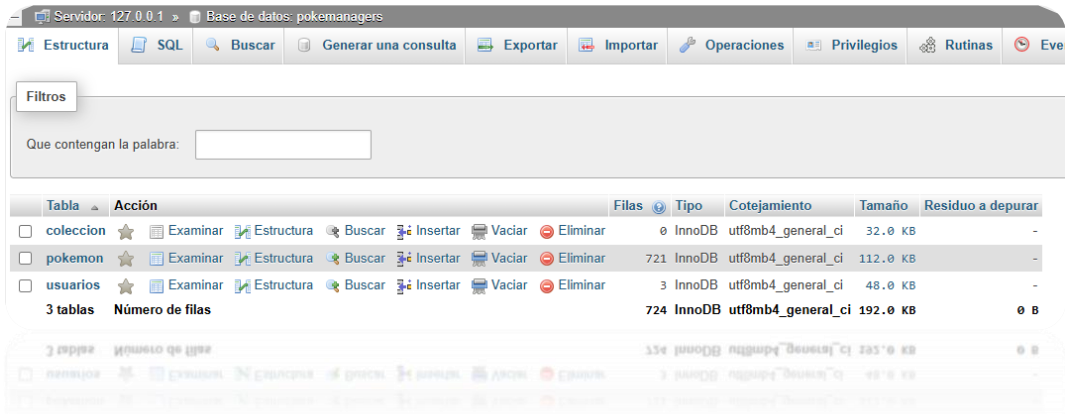 Servidor: 127.0.0.1 » Base de datos: pokemanagers
Estructura SQL Buscar Generar una consulta Exportar Importar Operaciones Privilegios Rutinas Eve
Filtros
Que contengan la palabra:
Tabla Acción Filas Tipo Cotejamiento Tamaño Residuo a depurar
coleccion Examinar Estructura Buscar Insertar Vaciar Eliminar 0 InnoDB utf8mb4_general_ci 32.0 KB -
pokemon Examinar Estructura Buscar Insertar Vaciar Eliminar 721 InnoDB utf8mb4_general_ci 112.0 KB -
usuarios Examinar Estructura Buscar Insertar Vaciar Eliminar 3 InnoDB utf8mb4_general_ci 48.0 KB -
3 tablas Número de filas 724 InnoDB utf8mb4_general_ci 192.0 KB 0 B